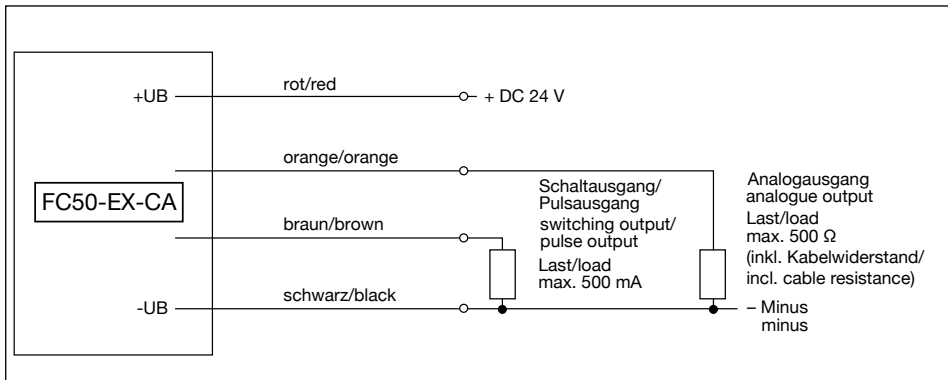 rot/red
+UB
+ DC 24 V
orange/orange
FC50-EX-CA
Schaltausgang/
Pulsausgang
switching output/
pulse output
Last/load
max. 500 mA
Analogausgang
analogue output
Last/load
max. 500 Ω
(inkl. Kabelwiderstand/
incl. cable resistance)
braun/brown
schwarz/black
-UB
– Minus
minus